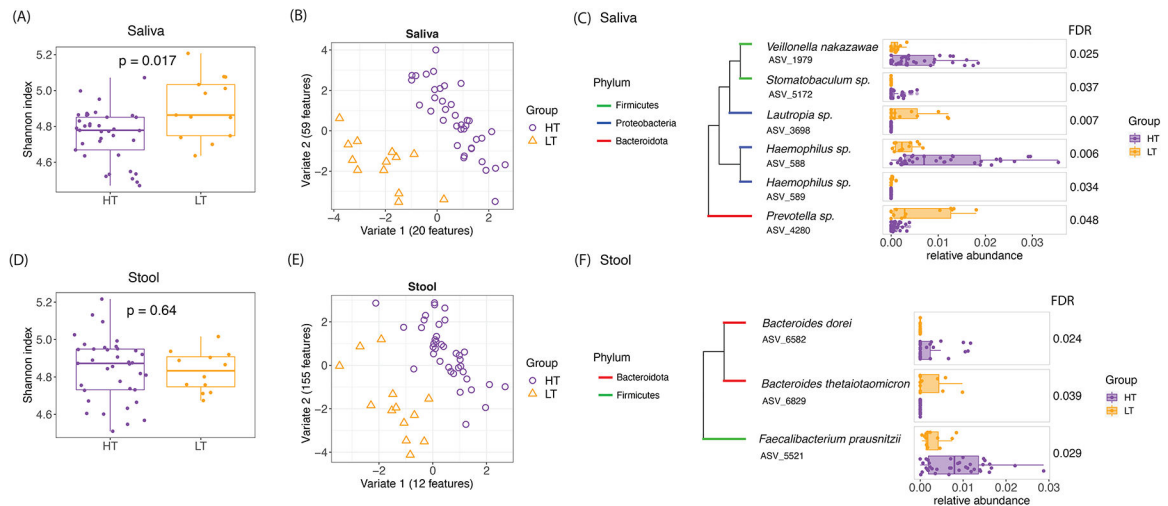 (A)
Saliva
p = 0.017
Shannon index
5.2
5.0
4.8
4.6
HT
LT
(B)
Saliva
Variate 2 (59 features)
4
2
0
−2
−4
−2
0
2
Variate 1 (20 features)
Group
HT
LT
(C) Saliva
Phylum
Firmicutes
Proteobacteria
Bacteroidota
FDR
Veillonella nakazawae
ASV_1979
0.025
Stomatobaculum sp.
ASV_5172
0.037
Lautropia sp.
ASV_3698
0.007
Haemophilus sp.
ASV_588
0.006
Haemophilus sp.
ASV_589
0.034
Prevotella sp.
ASV_4280
0.048
0.00
0.01
0.02
0.03
relative abundance
Group
HT
LT
(D)
Stool
p = 0.64
Shannon index
5.2
5.0
4.8
4.6
HT
LT
(E)
Stool
Variate 2 (155 features)
2
0
−2
−4
−2
0
2
Variate 1 (12 features)
Group
HT
LT
(F) Stool
Phylum
Bacteroidota
Firmicutes
FDR
Bacteroides dorei
ASV_6582
0.024
Bacteroides thetaiotaomicron
ASV_6829
0.039
Faecalibacterium prausnitzii
ASV_5521
0.029
0.00
0.01
0.02
0.03
relative abundance
Group
HT
LT